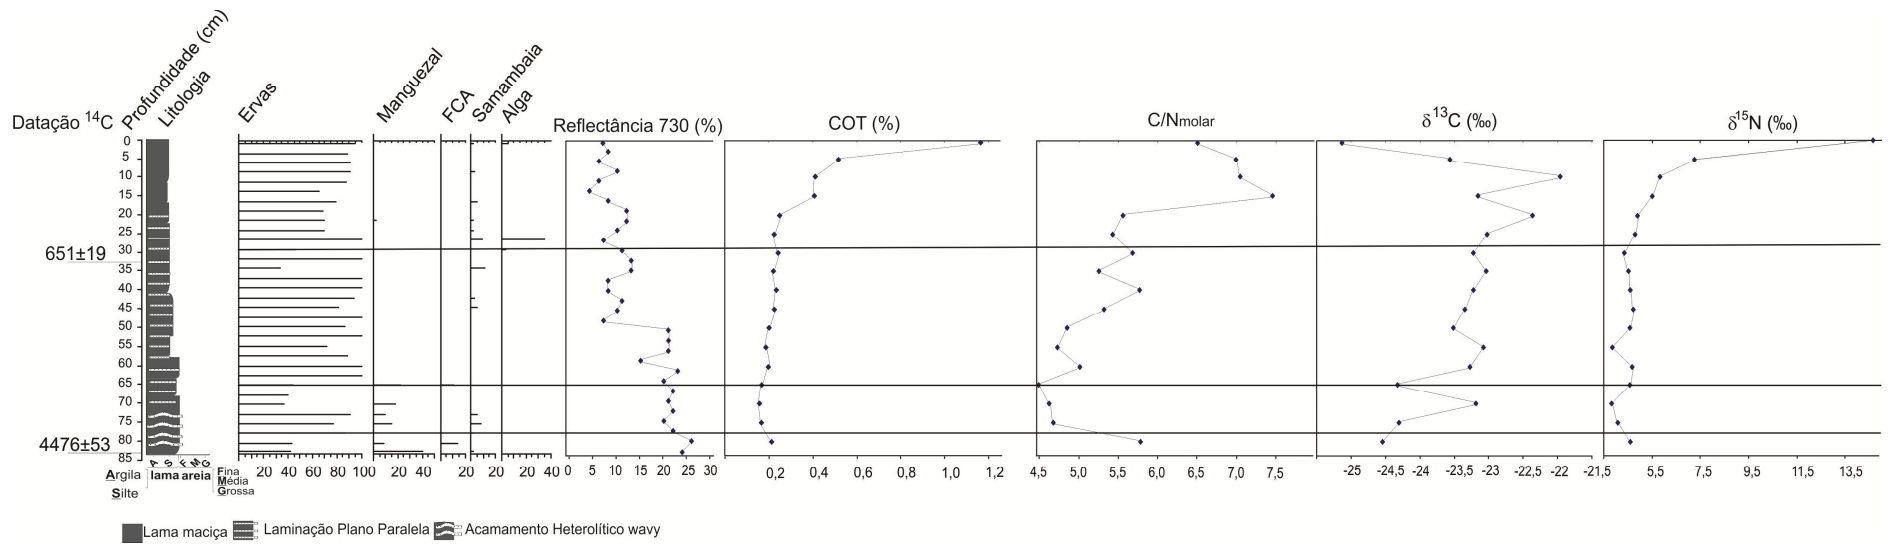 Datação ¹⁴C
Profundidade (cm)
Litologia
Ervas
Manguezal
FCA
Samambaia
Alga
Reflectância 730 (%)
COT (%)
C/Nmolar
δ¹³C (‰)
δ¹⁵N (‰)
0
5
10
15
20
25
30
35
40
45
50
55
60
65
70
75
80
85
651±19
4476±53
A S F M G
lama areia
Argila
Silte
Fina
Média
Grossa
20 40 60 80 100
20 40
20
20
20 40
0 5 10 15 20 25 30
0,2 0,4 0,6 0,8 1,0 1,2
4,5 5,0 5,5 6,0 6,5 7,0 7,5
-25 -24 -23,5 -23 -22,5 -22 -21,5
3,5 5,5 7,5 9,5 11,5 13,5
Lama maciça
Laminação Plano Paralela
Acamamento Heterolítico wavy